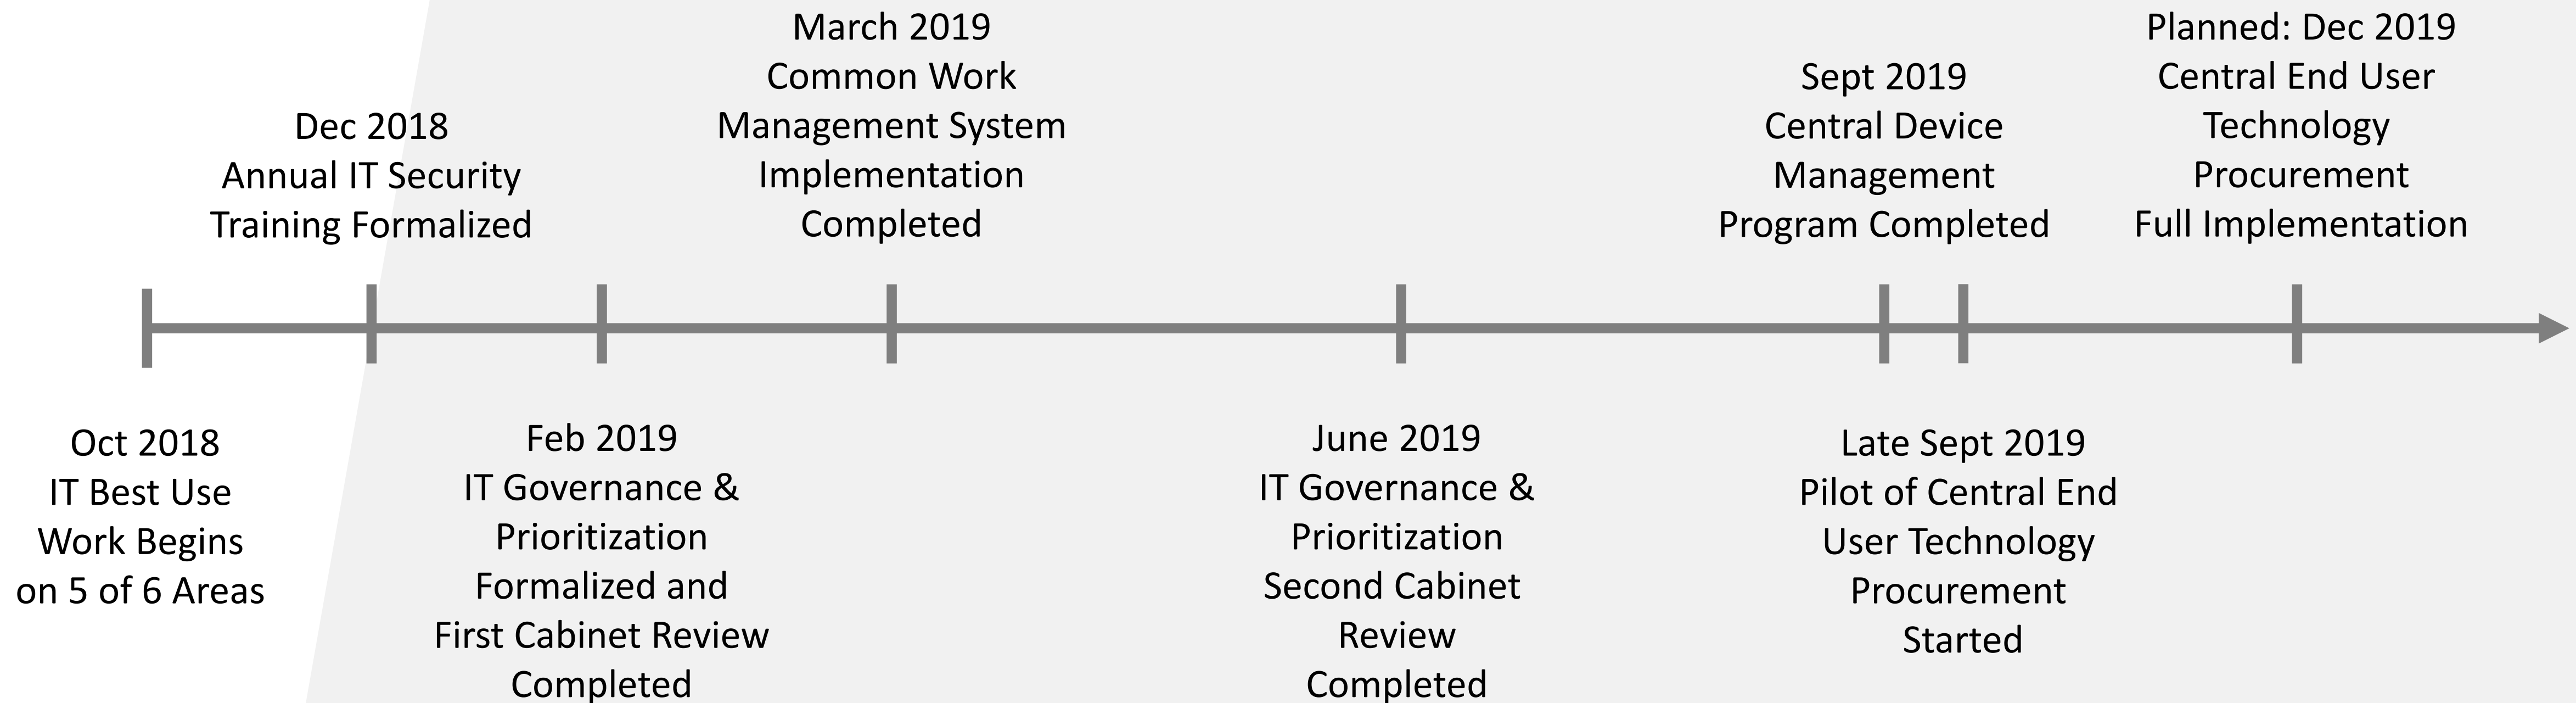 Oct 2018
IT Best Use
Work Begins
on 5 of 6 Areas
Dec 2018
Annual IT Security
Training Formalized
Feb 2019
IT Governance &
Prioritization
Formalized and
First Cabinet Review
Completed
March 2019
Common Work
Management System
Implementation
Completed
June 2019
IT Governance &
Prioritization
Second Cabinet
Review
Completed
Sept 2019
Central Device
Management
Program Completed
Late Sept 2019
Pilot of Central End
User Technology
Procurement
Started
Planned: Dec 2019
Central End User
Technology
Procurement
Full Implementation